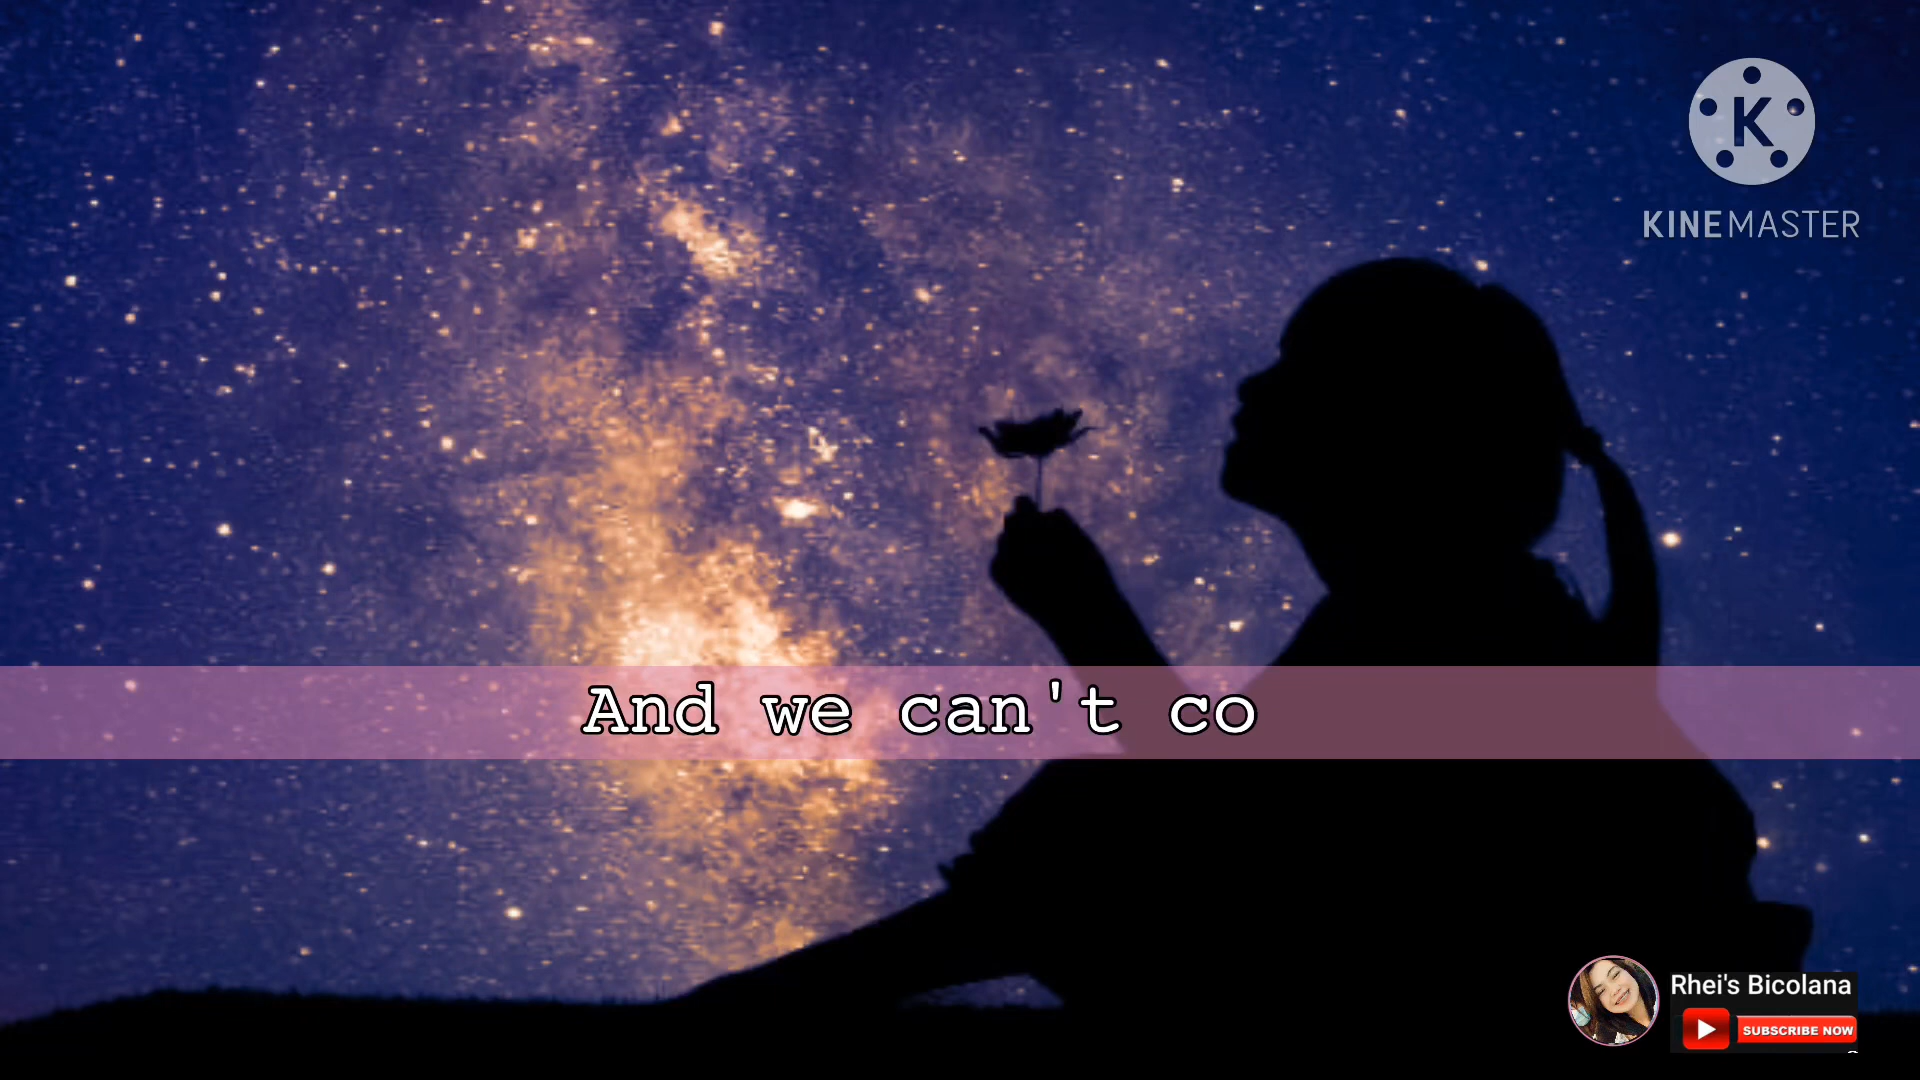 K
KINEMASTER
And we can't co
Rhei's Bicolana
SUBSCRIBE NOW